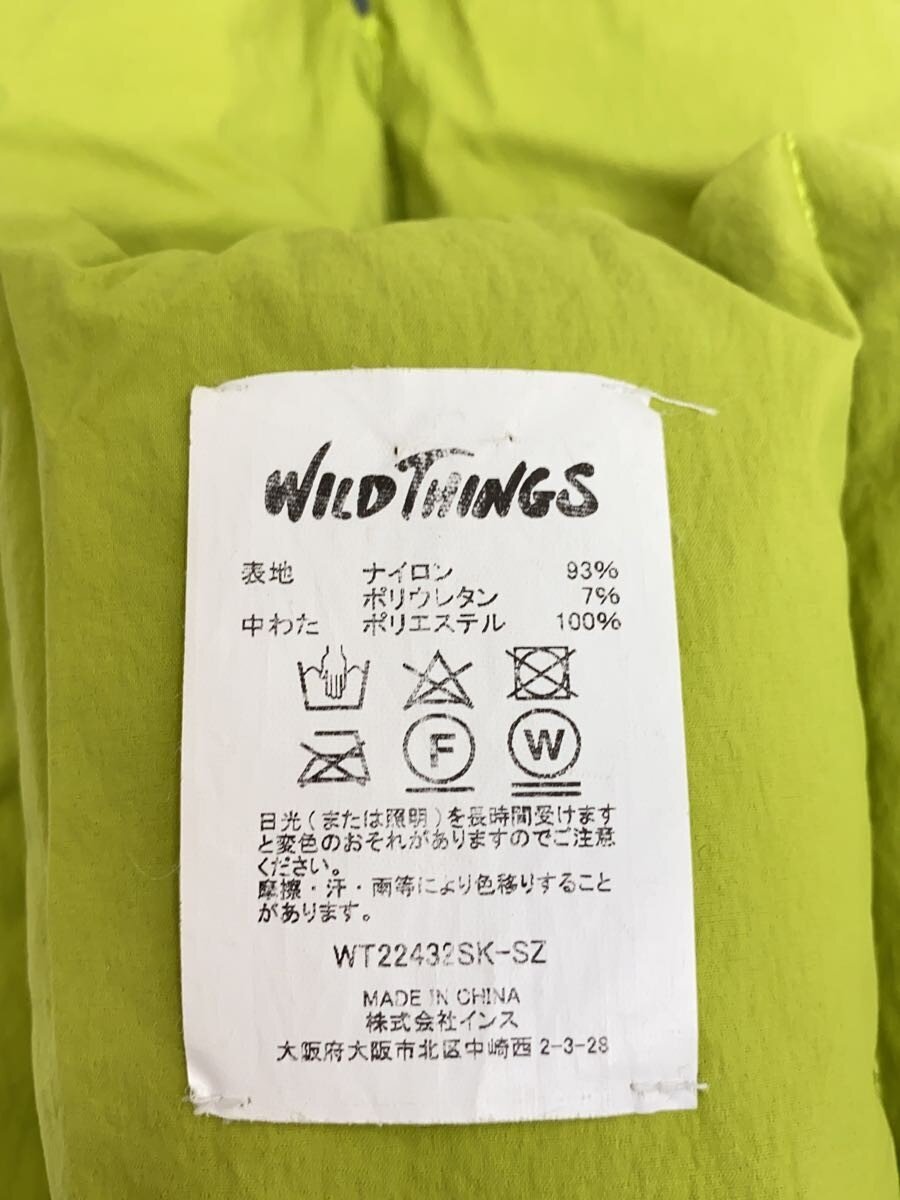 WILD THINGS
表地 ナイロン 93%
ポリウレタン 7%
中わた ポリエステル 100%
F W
日光(または照明)を長時間受けます
と変色のおそれがありますのでご注意
ください。
摩擦・汗・雨等により色移りすること
があります。
WT22432SK-SZ
MADE IN CHINA
株式会社インス
大阪府大阪市北区中崎西 2-3-28